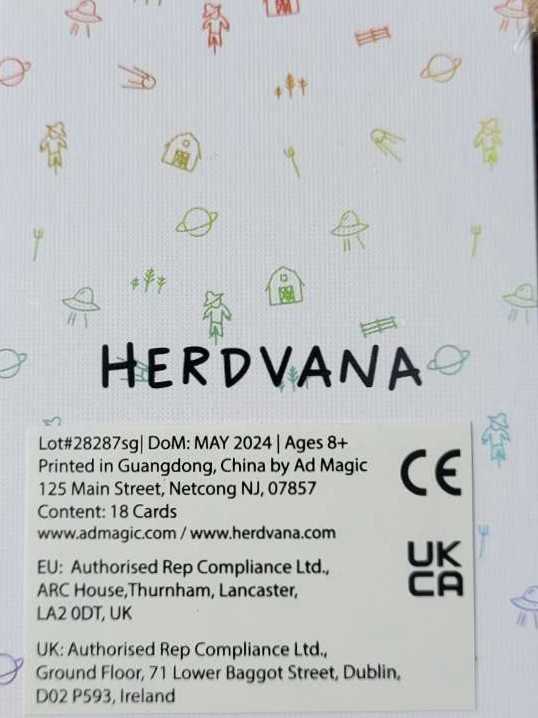 HERDVANA
Lot#28287sg| DoM: MAY 2024 | Ages 8+
Printed in Guangdong, China by Ad Magic
125 Main Street, Netcong NJ, 07857
Content: 18 Cards
www.admagic.com / www.herdvana.com
CE
EU: Authorised Rep Compliance Ltd.,
ARC House,Thurnham, Lancaster,
LA2 0DT, UK
UK
CA
UK: Authorised Rep Compliance Ltd.,
Ground Floor, 71 Lower Baggot Street, Dublin,
D02 P593, Ireland